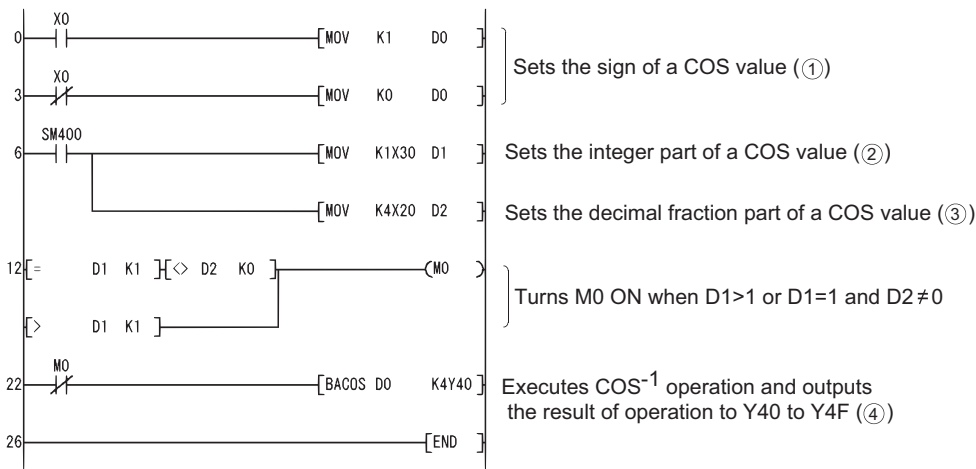 X0
0 [MOV K1 D0 ] Sets the sign of a COS value (①)
X0
3 [MOV K0 D0 ]
SM400
6 [MOV K1X30 D1 ] Sets the integer part of a COS value (②)
[MOV K4X20 D2 ] Sets the decimal fraction part of a COS value (③)
12 [= D1 K1 ] [<> D2 K0 ] (M0 ) Turns M0 ON when D1>1 or D1=1 and D2≠0
[> D1 K1 ]
M0
22 [BACOS D0 K4Y40 ] Executes COS-1 operation and outputs
the result of operation to Y40 to Y4F (④)
26 [END ]